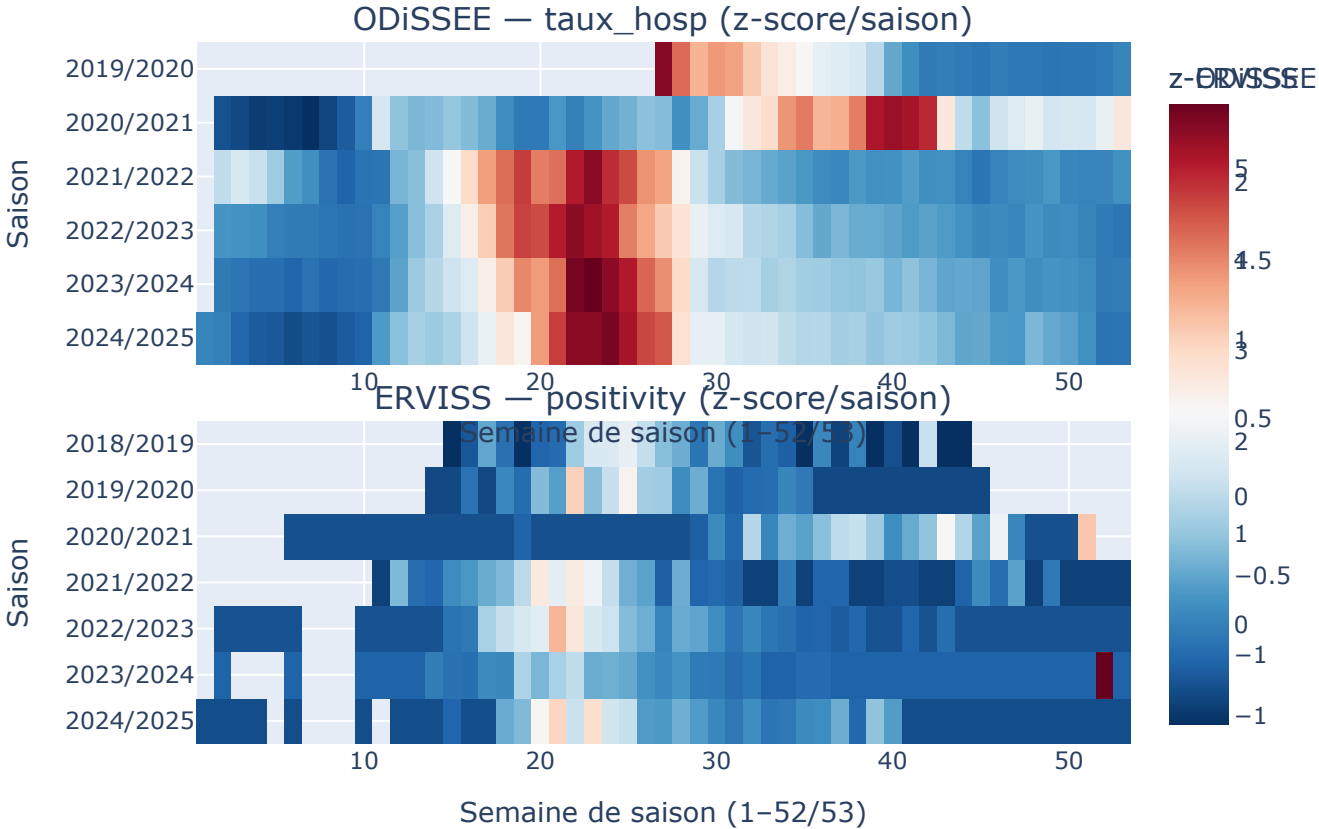 ODiSSEE — taux_hosp (z-score/saison)
z-ERVISS
z-ODiSSEE
Saison
2019/2020
2020/2021
2021/2022
2022/2023
2023/2024
2024/2025
10 20 30 40 50
Semaine de saison (1–52/53)
ERVISS — positivity (z-score/saison)
Saison
2018/2019
2019/2020
2020/2021
2021/2022
2022/2023
2023/2024
2024/2025
10 20 30 40 50
Semaine de saison (1–52/53)
5
2
4
1.5
1
3
0.5
2
0
1
−0.5
0
−1
−1